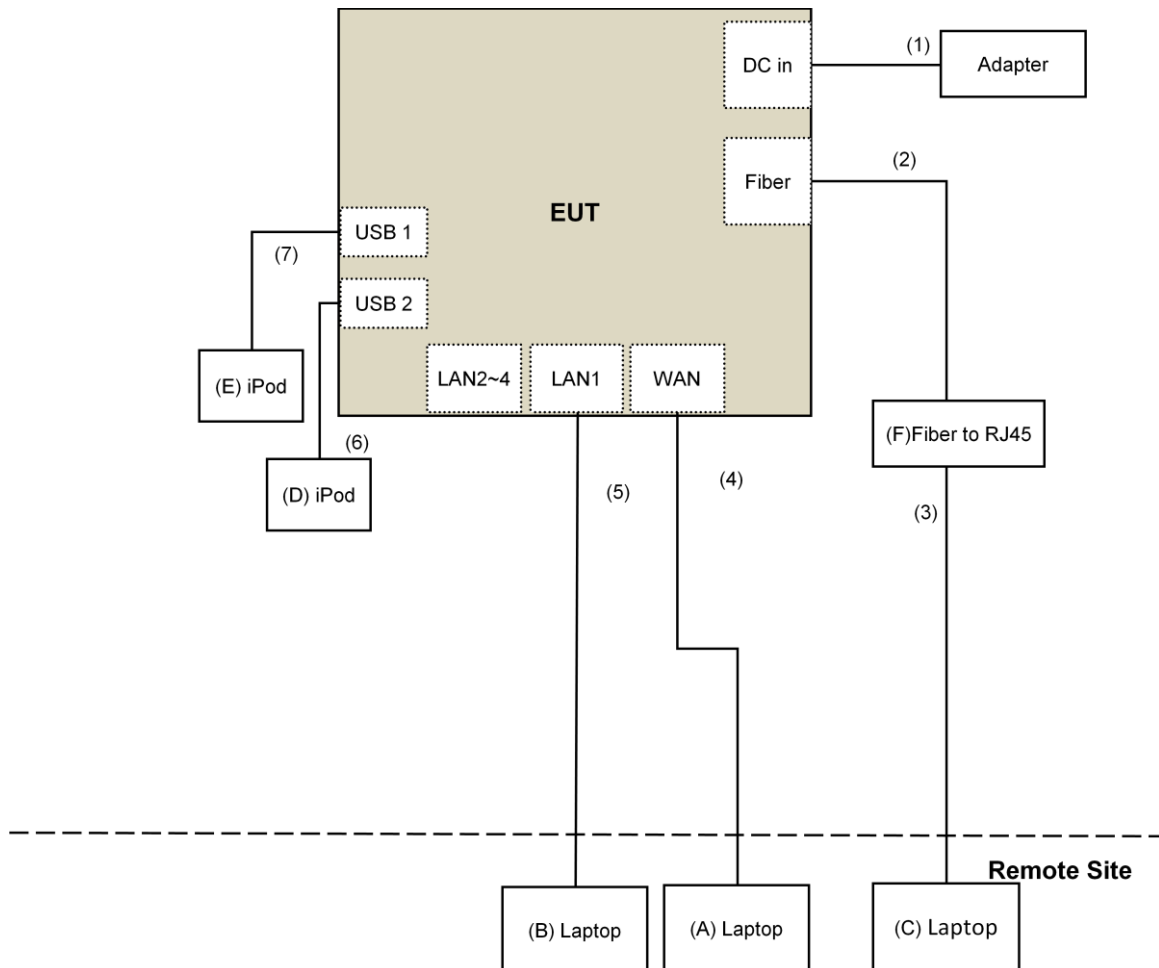 (1)
DC in
Adapter
(2)
Fiber
EUT
USB 1
(7)
USB 2
LAN2~4
LAN1
WAN
(E) iPod
(F)Fiber to RJ45
(6)
(D) iPod
(5)
(4)
(3)
Remote Site
(B) Laptop
(A) Laptop
(C) Laptop